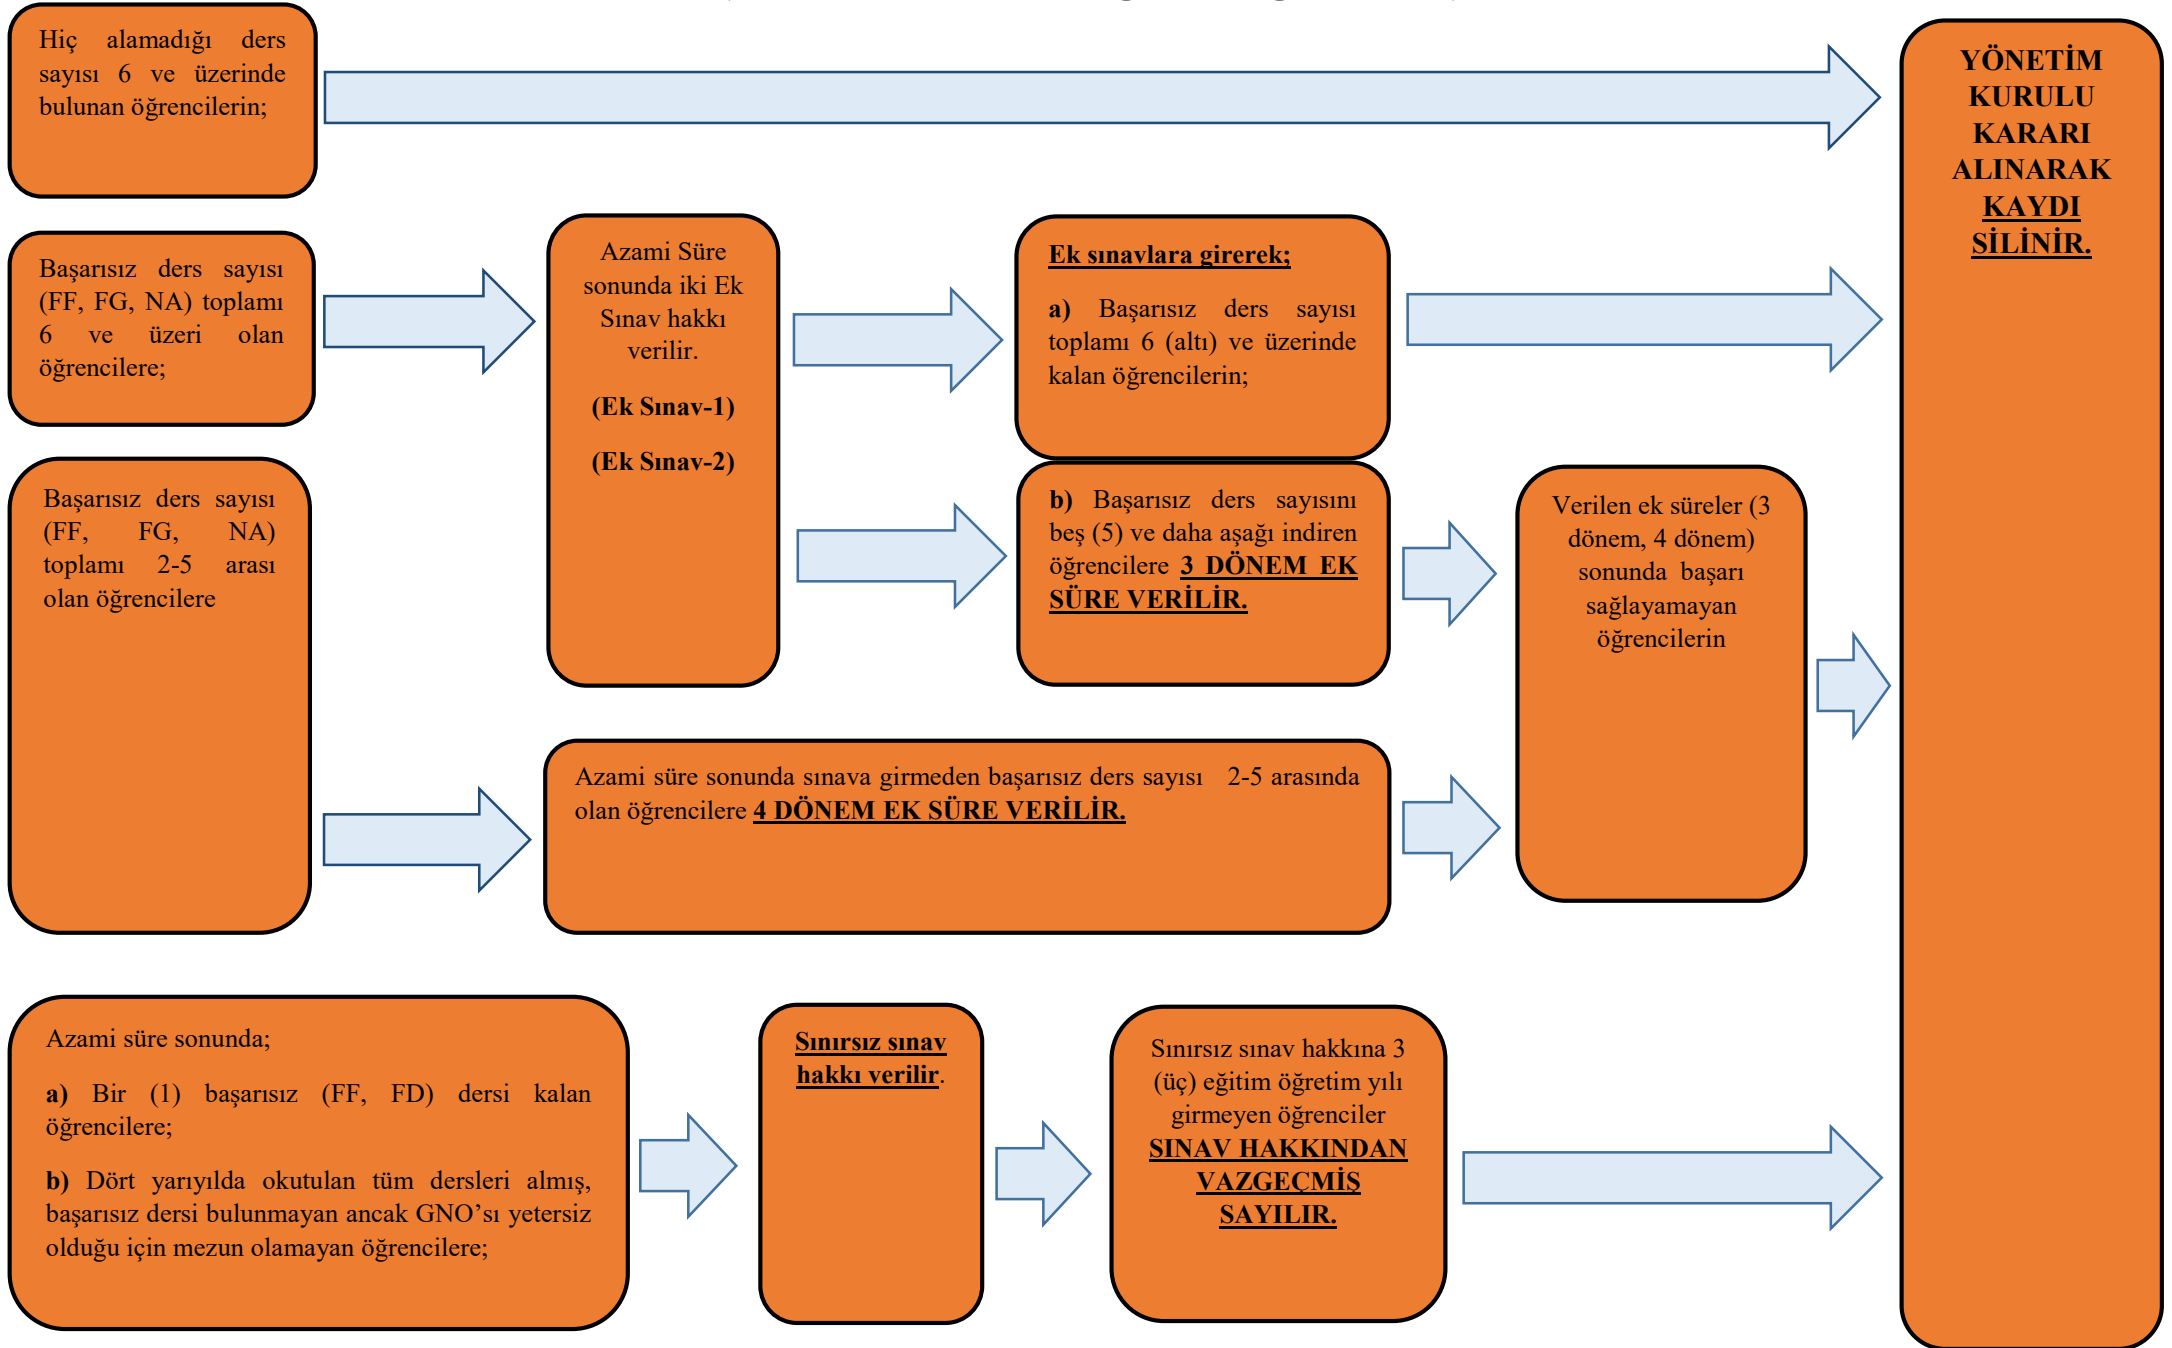 Hiç alamadığı ders
sayısı 6 ve üzerinde
bulunan öğrencilerin;
YÖNETİM
KURULU
KARARI
ALINARAK
KAYDI
SİLİNİR.
Başarısız ders sayısı
(FF, FG, NA) toplamı
6 ve üzeri olan
öğrencilere;
Azami Süre
sonunda iki Ek
Sınav hakkı
verilir.
(Ek Sınav-1)
(Ek Sınav-2)
Ek sınavlara girerek;
a) Başarısız ders sayısı
toplamı 6 (altı) ve üzerinde
kalan öğrencilerin;
b) Başarısız ders sayısını
beş (5) ve daha aşağı indiren
öğrencilere 3 DÖNEM EK
SÜRE VERİLİR.
Verilen ek süreler (3
dönem, 4 dönem)
sonunda başarı
sağlayamayan
öğrencilerin
Başarısız ders sayısı
(FF, FG, NA)
toplamı 2-5 arası
olan öğrencilere
Azami süre sonunda sınava girmeden başarısız ders sayısı 2-5 arasında
olan öğrencilere 4 DÖNEM EK SÜRE VERİLİR.
Azami süre sonunda;
a) Bir (1) başarısız (FF, FD) dersi kalan
öğrencilere;
b) Dört yarıyılda okutulan tüm dersleri almış,
başarısız dersi bulunmayan ancak GNO’sı yetersiz
olduğu için mezun olamayan öğrencilere;
Sınırsız sınav
hakkı verilir.
Sınırsız sınav hakkına 3
(üç) eğitim öğretim yılı
girmeyen öğrenciler
SINAV HAKKINDAN
VAZGEÇMİŞ
SAYILIR.